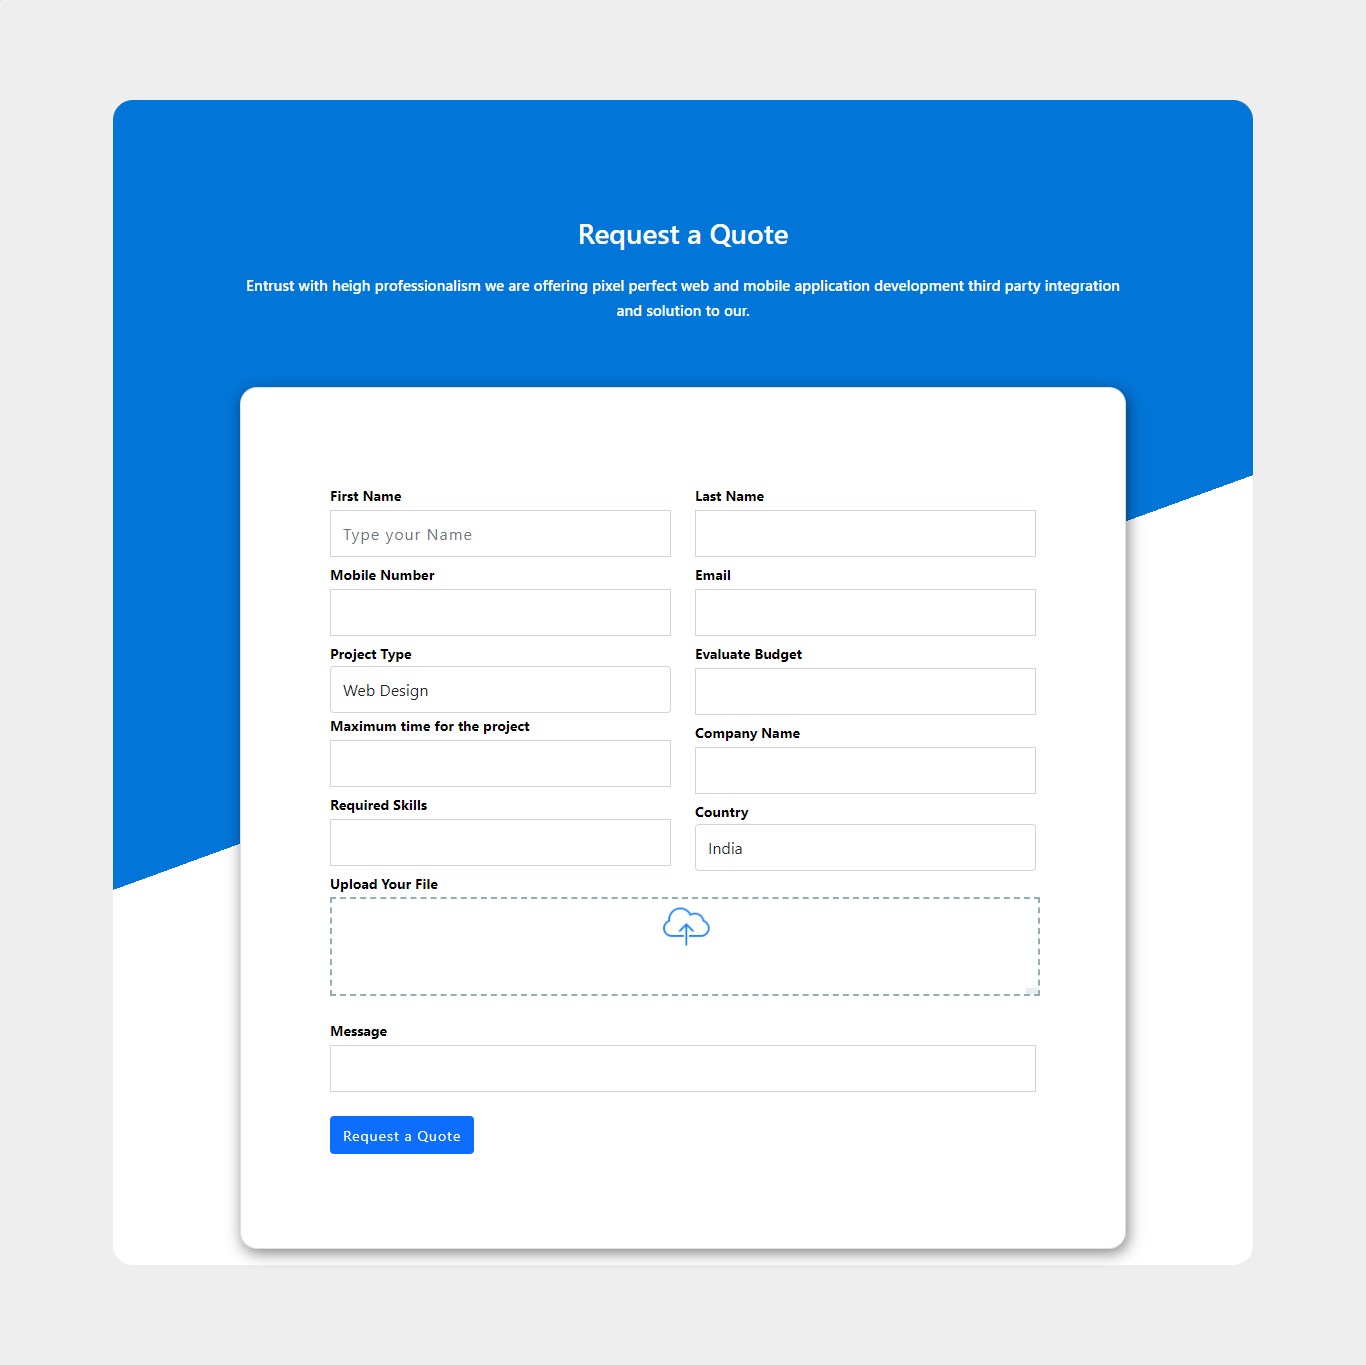 Request a Quote
Entrust with heigh professionalism we are offering pixel perfect web and mobile application development third party integration
and solution to our.
First Name
Last Name
Type your Name
Mobile Number
Email
Project Type
Evaluate Budget
Web Design
Maximum time for the project
Company Name
Required Skills
Country
India
Upload Your File
Message
Request a Quote